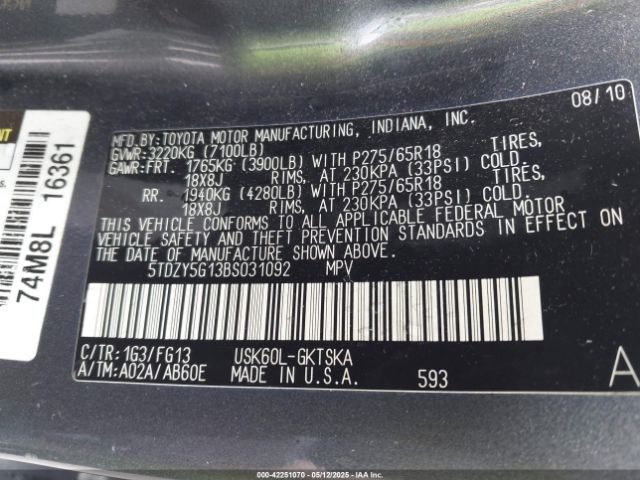 08/10
MFD.BY:TOYOTA MOTOR MANUFACTURING, INDIANA, INC.
GVWR:3220KG (7100LB)
GAWR:FRT. 1765KG (3900LB) WITH P275/65R18 TIRES,
18X8J RIMS, AT 230KPA (33PSI) COLD.
RR. 1940KG (4280LB) WITH P275/65R18 TIRES,
18X8J RIMS, AT 230KPA (33PSI) COLD.
THIS VEHICLE CONFORMS TO ALL APPLICABLE FEDERAL MOTOR
VEHICLE SAFETY AND THEFT PREVENTION STANDARDS IN EFFECT ON
THE DATE OF MANUFACTURE SHOWN ABOVE.
5TDZY5G13BS031092 MPV
C/TR:1G3/FG13 USK60L-GKTSKA
A/TM:A02A/AB60E MADE IN U.S.A. 593 A
74M8L 16361
000-42251070 - 05/12/2025 - IAAI.COM